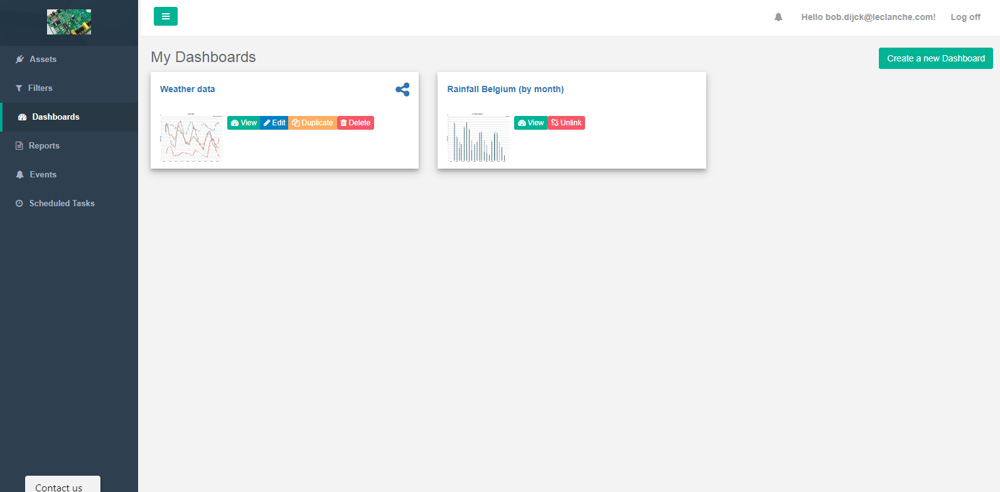 Hello bob.dijck@leclanche.com!
Log off
Assets
Filters
Dashboards
Reports
Events
Scheduled Tasks
Contact us
My Dashboards
Create a new Dashboard
Weather data
View Edit Duplicate Delete
Rainfall Belgium (by month)
View Unlink